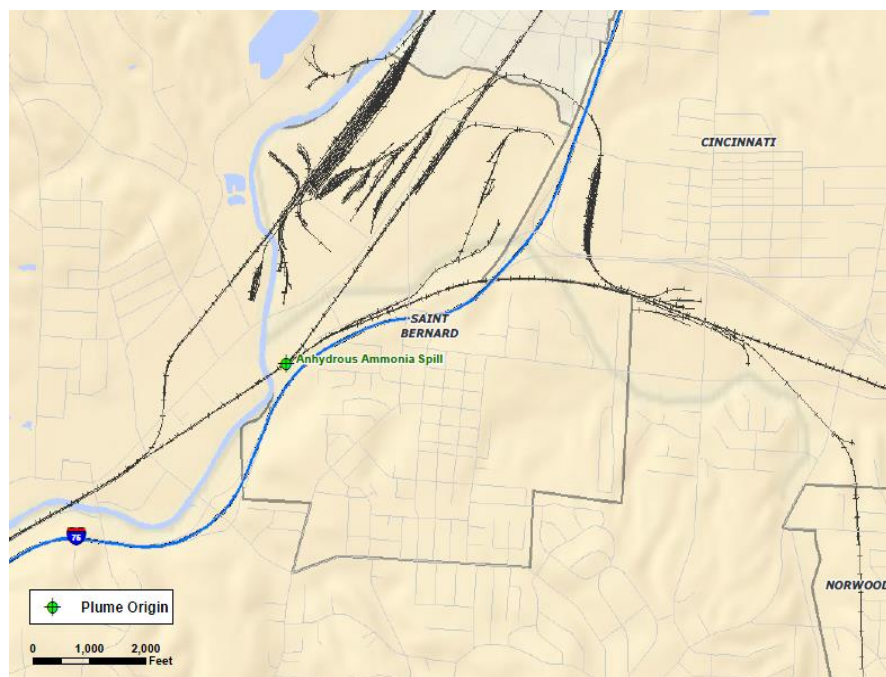 CINCINNATI
SAINT
BERNARD
Anhydrous Ammonia Spill
75
NORWOOD
Plume Origin
0 1,000 2,000
Feet